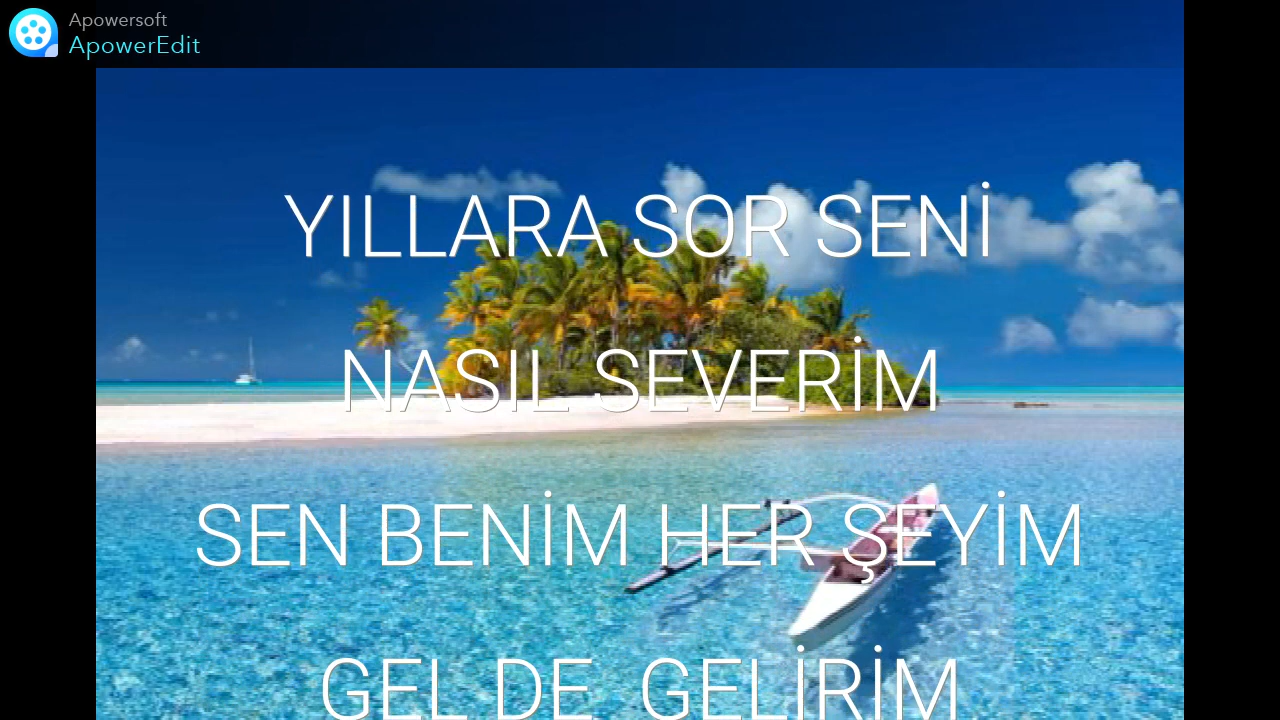 Apowersoft
ApowerEdit
YILLARA SOR SENİ
NASIL SEVERİM
SEN BENİM HER ŞEYİM
GEL DE GELİRİM